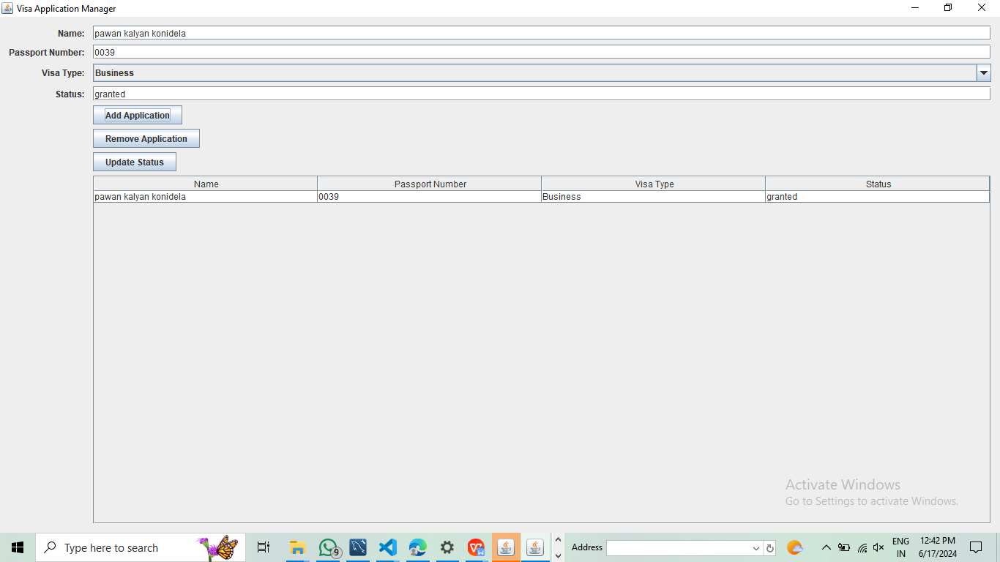 Visa Application Manager
Name: pawan kalyan konidela
Passport Number: 0039
Visa Type: Business
Status: granted
Add Application
Remove Application
Update Status
Name Passport Number Visa Type Status
pawan kalyan konidela 0039 Business granted
Activate Windows
Go to Settings to activate Windows.
Type here to search
9
Address
ENG
IN
12:42 PM
6/17/2024